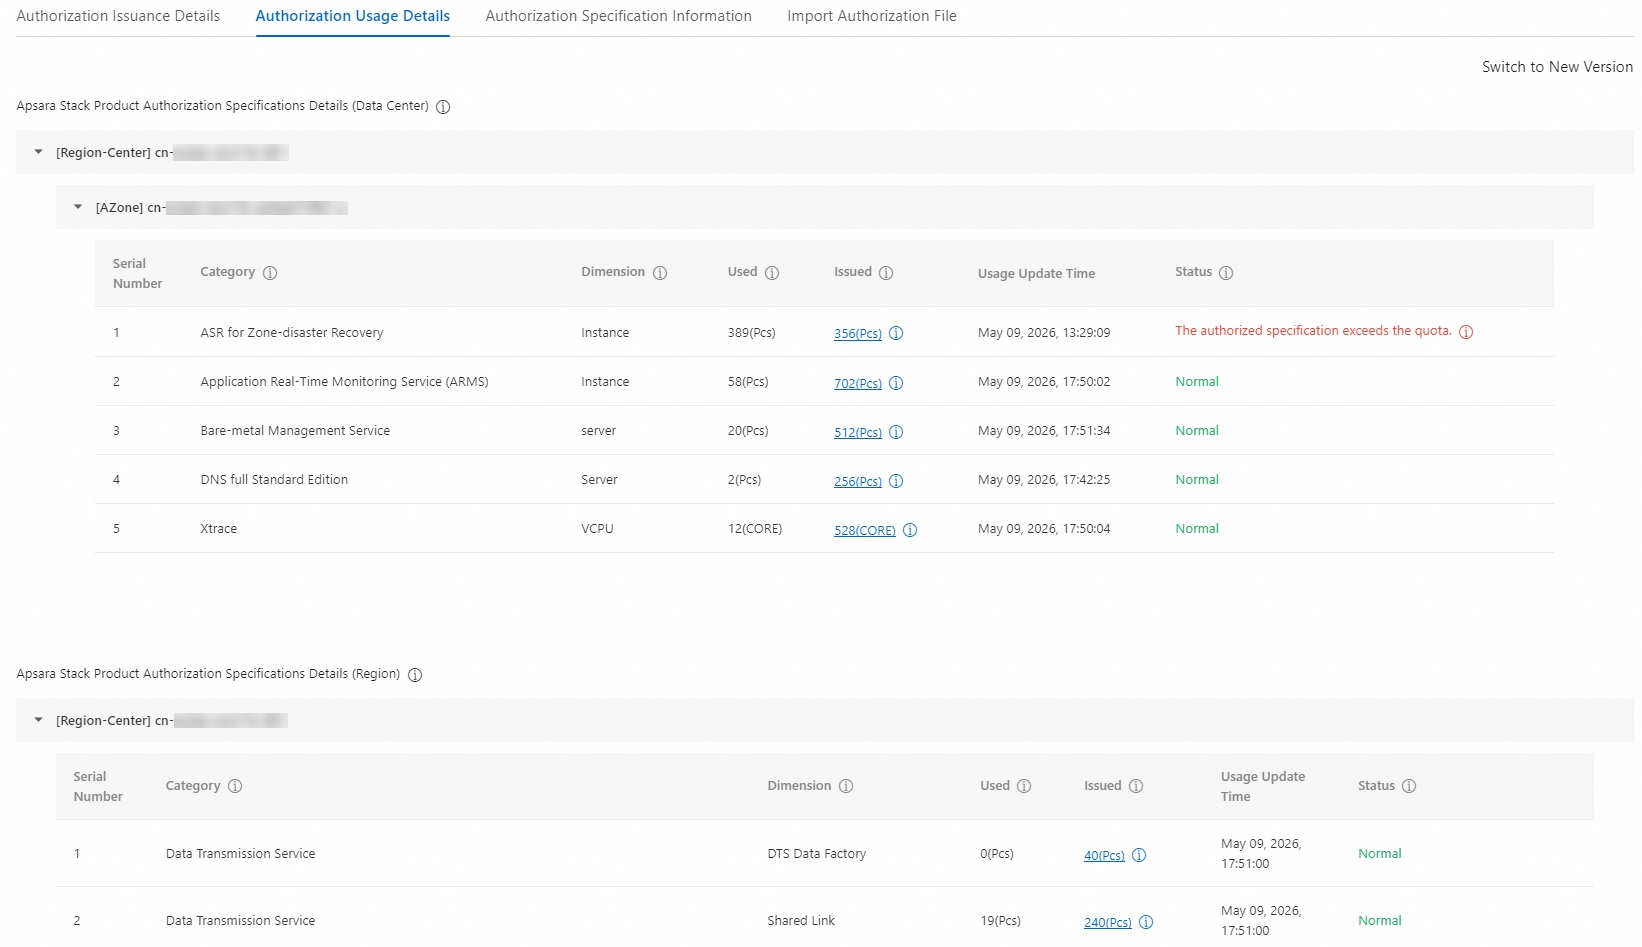 Authorization Issuance Details Authorization Usage Details Authorization Specification Information Import Authorization File
Switch to New Version
Apsara Stack Product Authorization Specifications Details (Data Center)
[Region-Center] cn-
[AZone] cn-
Serial Number Category Dimension Used Issued Usage Update Time Status
1 ASR for Zone-disaster Recovery Instance 389(Pcs) 356(Pcs) May 09, 2026, 13:29:09 The authorized specification exceeds the quota.
2 Application Real-Time Monitoring Service (ARMS) Instance 58(Pcs) 702(Pcs) May 09, 2026, 17:50:02 Normal
3 Bare-metal Management Service server 20(Pcs) 512(Pcs) May 09, 2026, 17:51:34 Normal
4 DNS full Standard Edition Server 2(Pcs) 256(Pcs) May 09, 2026, 17:42:25 Normal
5 Xtrace VCPU 12(CORE) 528(CORE) May 09, 2026, 17:50:04 Normal
Apsara Stack Product Authorization Specifications Details (Region)
[Region-Center] cn-
Serial Number Category Dimension Used Issued Usage Update Time Status
1 Data Transmission Service DTS Data Factory 0(Pcs) 40(Pcs) May 09, 2026, 17:51:00 Normal
2 Data Transmission Service Shared Link 19(Pcs) 240(Pcs) May 09, 2026, 17:51:00 Normal